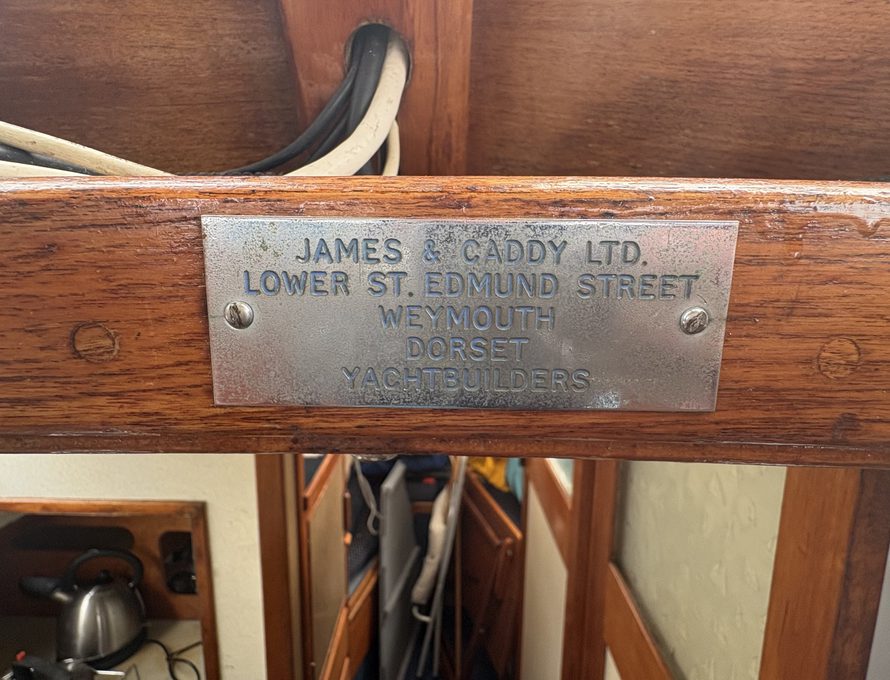 JAMES & CADDY LTD.
LOWER ST. EDMUND STREET
WEYMOUTH
DORSET
YACHTBUILDERS